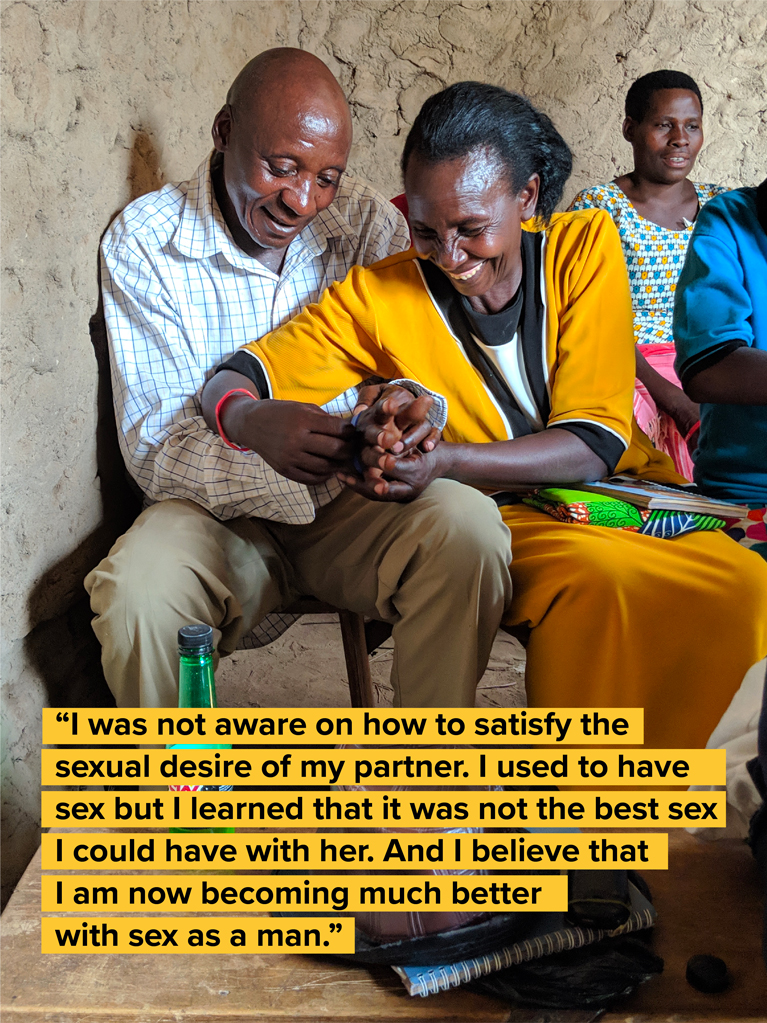 “I was not aware on how to satisfy the
sexual desire of my partner. I used to have
sex but I learned that it was not the best sex
I could have with her. And I believe that
I am now becoming much better
with sex as a man.”